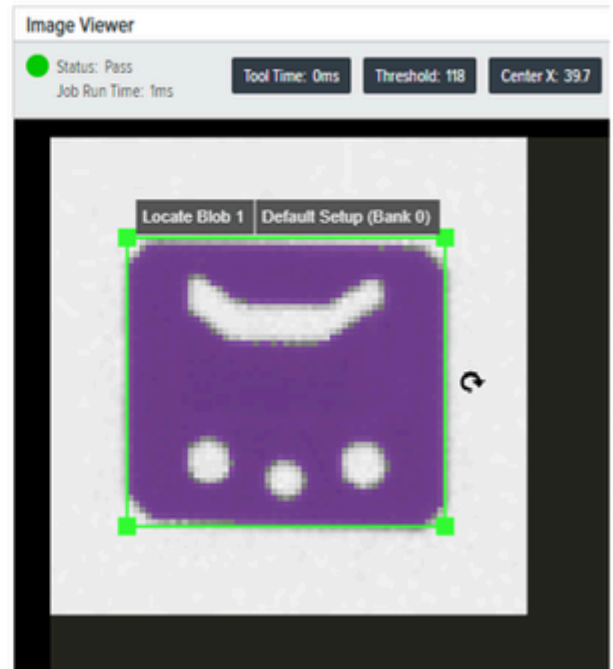 Image Viewer
Status: Pass
Job Run Time: 1ms
Tool Time: 0ms
Threshold: 118
Center X: 39.7
Locate Blob 1
Default Setup (Bank 0)